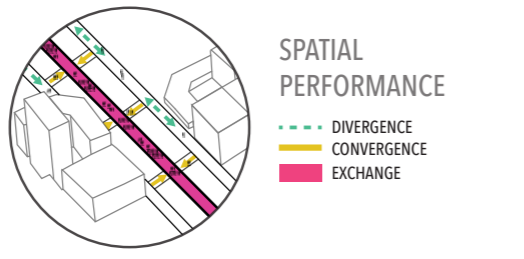 SPATIAL
PERFORMANCE
DIVERGENCE
CONVERGENCE
EXCHANGE